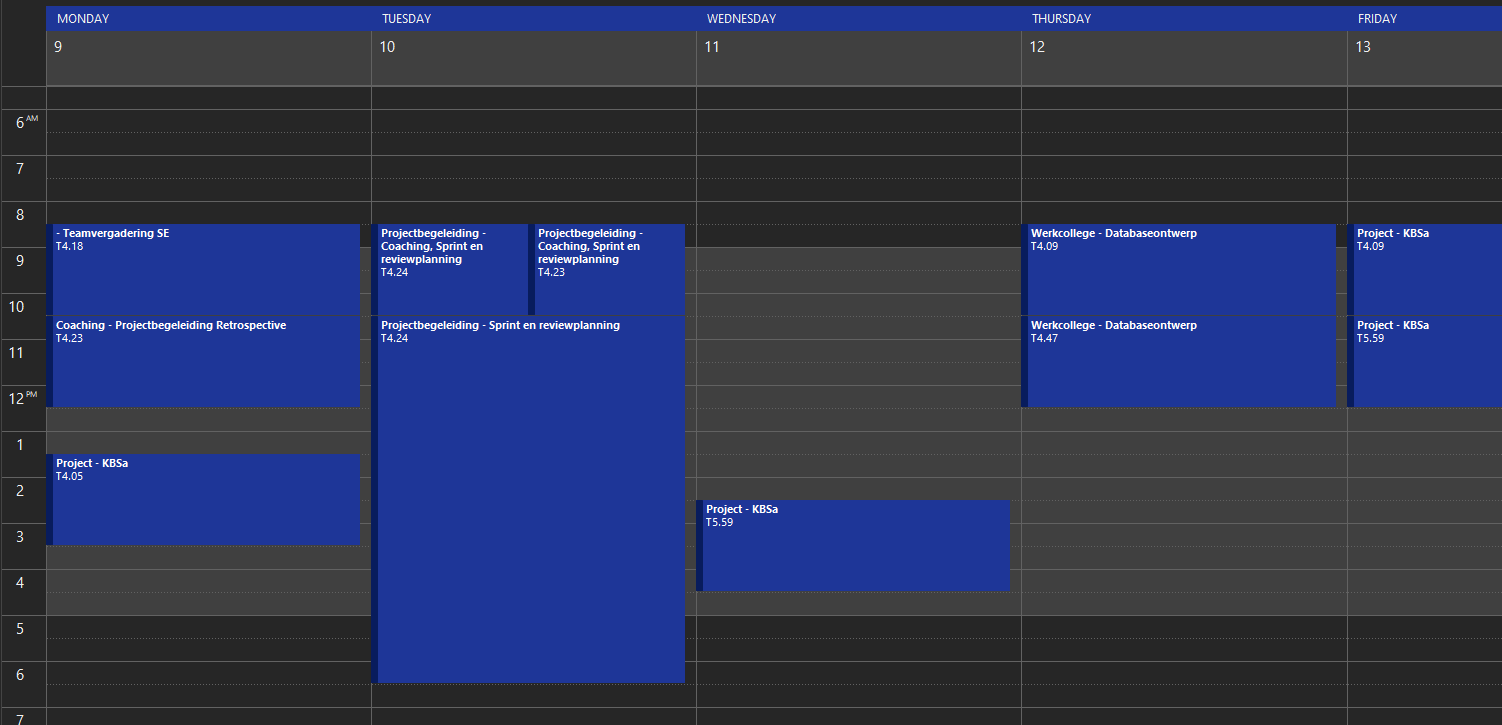 MONDAY
TUESDAY
WEDNESDAY
THURSDAY
FRIDAY
9
10
11
12
13
6 AM
7
8
9
10
11
12 PM
1
2
3
4
5
6
7
- Teamvergadering SE
T4.18
Coaching - Projectbegeleiding Retrospective
T4.23
Project - KBSa
T4.05
Projectbegeleiding -
Coaching, Sprint en
reviewplanning
T4.24
Projectbegeleiding -
Coaching, Sprint en
reviewplanning
T4.23
Projectbegeleiding - Sprint en reviewplanning
T4.24
Project - KBSa
T5.59
Werkcollege - Databaseontwerp
T4.09
Werkcollege - Databaseontwerp
T4.47
Project - KBSa
T4.09
Project - KBSa
T5.59